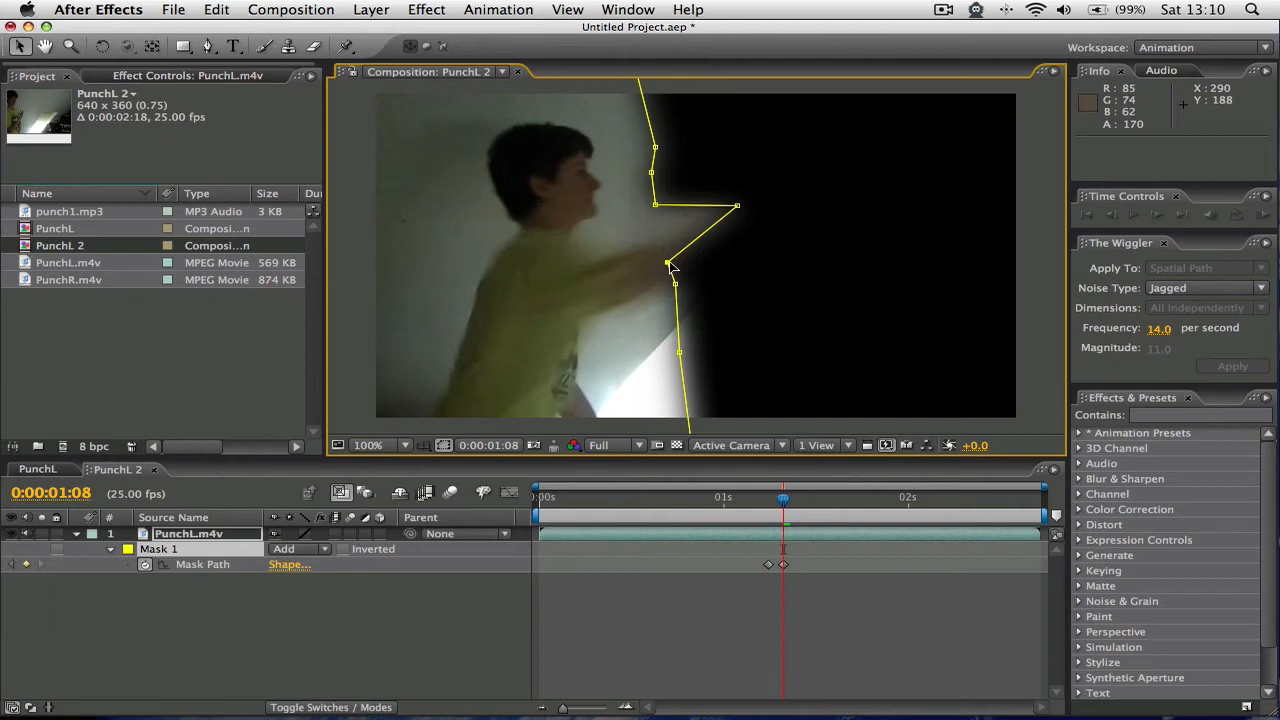 After Effects File Edit Composition Layer Effect Animation View Window Help (99%) Sat 13:10
Untitled Project.aep *
Workspace: Animation
Project Effect Controls: PunchL.m4v
PunchL 2
640 x 360 (0.75)
Δ 0:00:02:18, 25.00 fps
Name Type Size Du
punch1.mp3 MP3 Audio 3 KB
PunchL Composi...n
PunchL 2 Composi...n
PunchL.m4v MPEG Movie 569 KB
PunchR.m4v MPEG Movie 874 KB
8 bpc
Composition: PunchL 2
100% 0:00:01:08 Full Active Camera 1 View +0.0
Info Audio
R : 85
G : 74
B : 62
A : 170
X : 290
Y : 188
Time Controls
The Wiggler
Apply To: Spatial Path
Noise Type: Jagged
Dimensions: All Independently
Frequency: 14.0 per second
Magnitude: 11.0
Apply
Effects & Presets
Contains:
* Animation Presets
3D Channel
Audio
Blur & Sharpen
Channel
Color Correction
Distort
Expression Controls
Generate
Keying
Matte
Noise & Grain
Paint
Perspective
Simulation
Stylize
Synthetic Aperture
Text
PunchL PunchL 2
0:00:01:08 (25.00 fps)
:00s 01s 02s
# Source Name Parent
1 PunchL.m4v None
Mask 1 Add Inverted
Mask Path Shape...
Toggle Switches / Modes